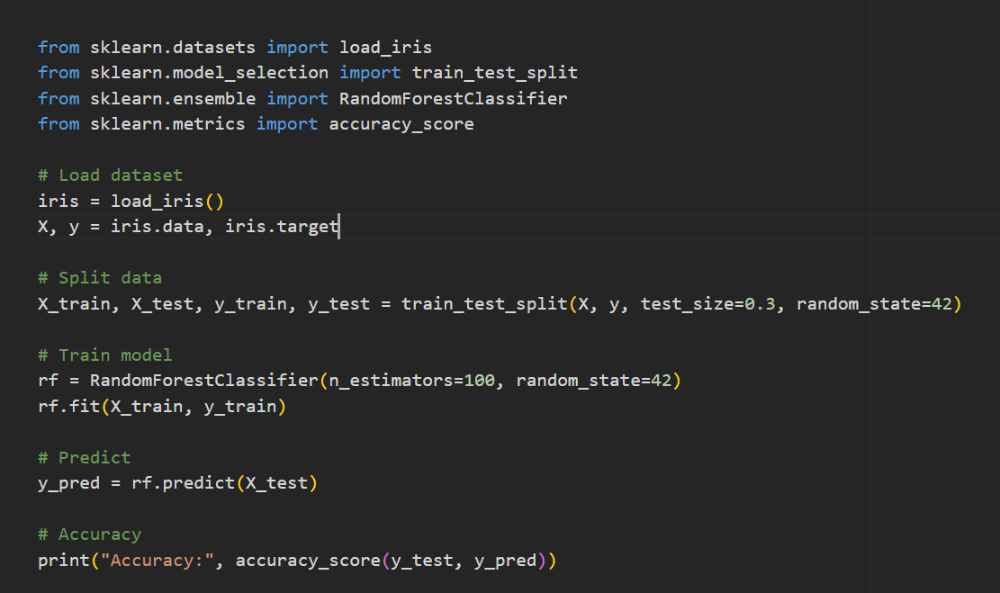 from sklearn.datasets import load_iris
from sklearn.model_selection import train_test_split
from sklearn.ensemble import RandomForestClassifier
from sklearn.metrics import accuracy_score
# Load dataset
iris = load_iris()
X, y = iris.data, iris.target
# Split data
X_train, X_test, y_train, y_test = train_test_split(X, y, test_size=0.3, random_state=42)
# Train model
rf = RandomForestClassifier(n_estimators=100, random_state=42)
rf.fit(X_train, y_train)
# Predict
y_pred = rf.predict(X_test)
# Accuracy
print("Accuracy:", accuracy_score(y_test, y_pred))